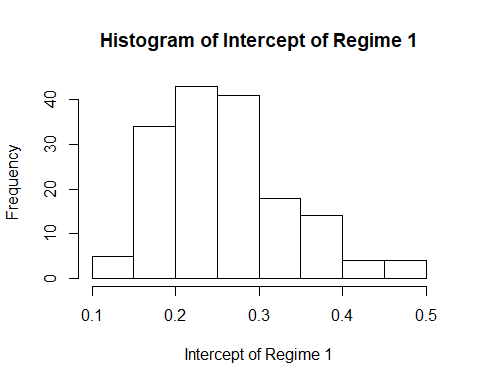 Histogram of Intercept of Regime 1
Frequency
40
30
20
10
0
0.1 0.2 0.3 0.4 0.5
Intercept of Regime 1